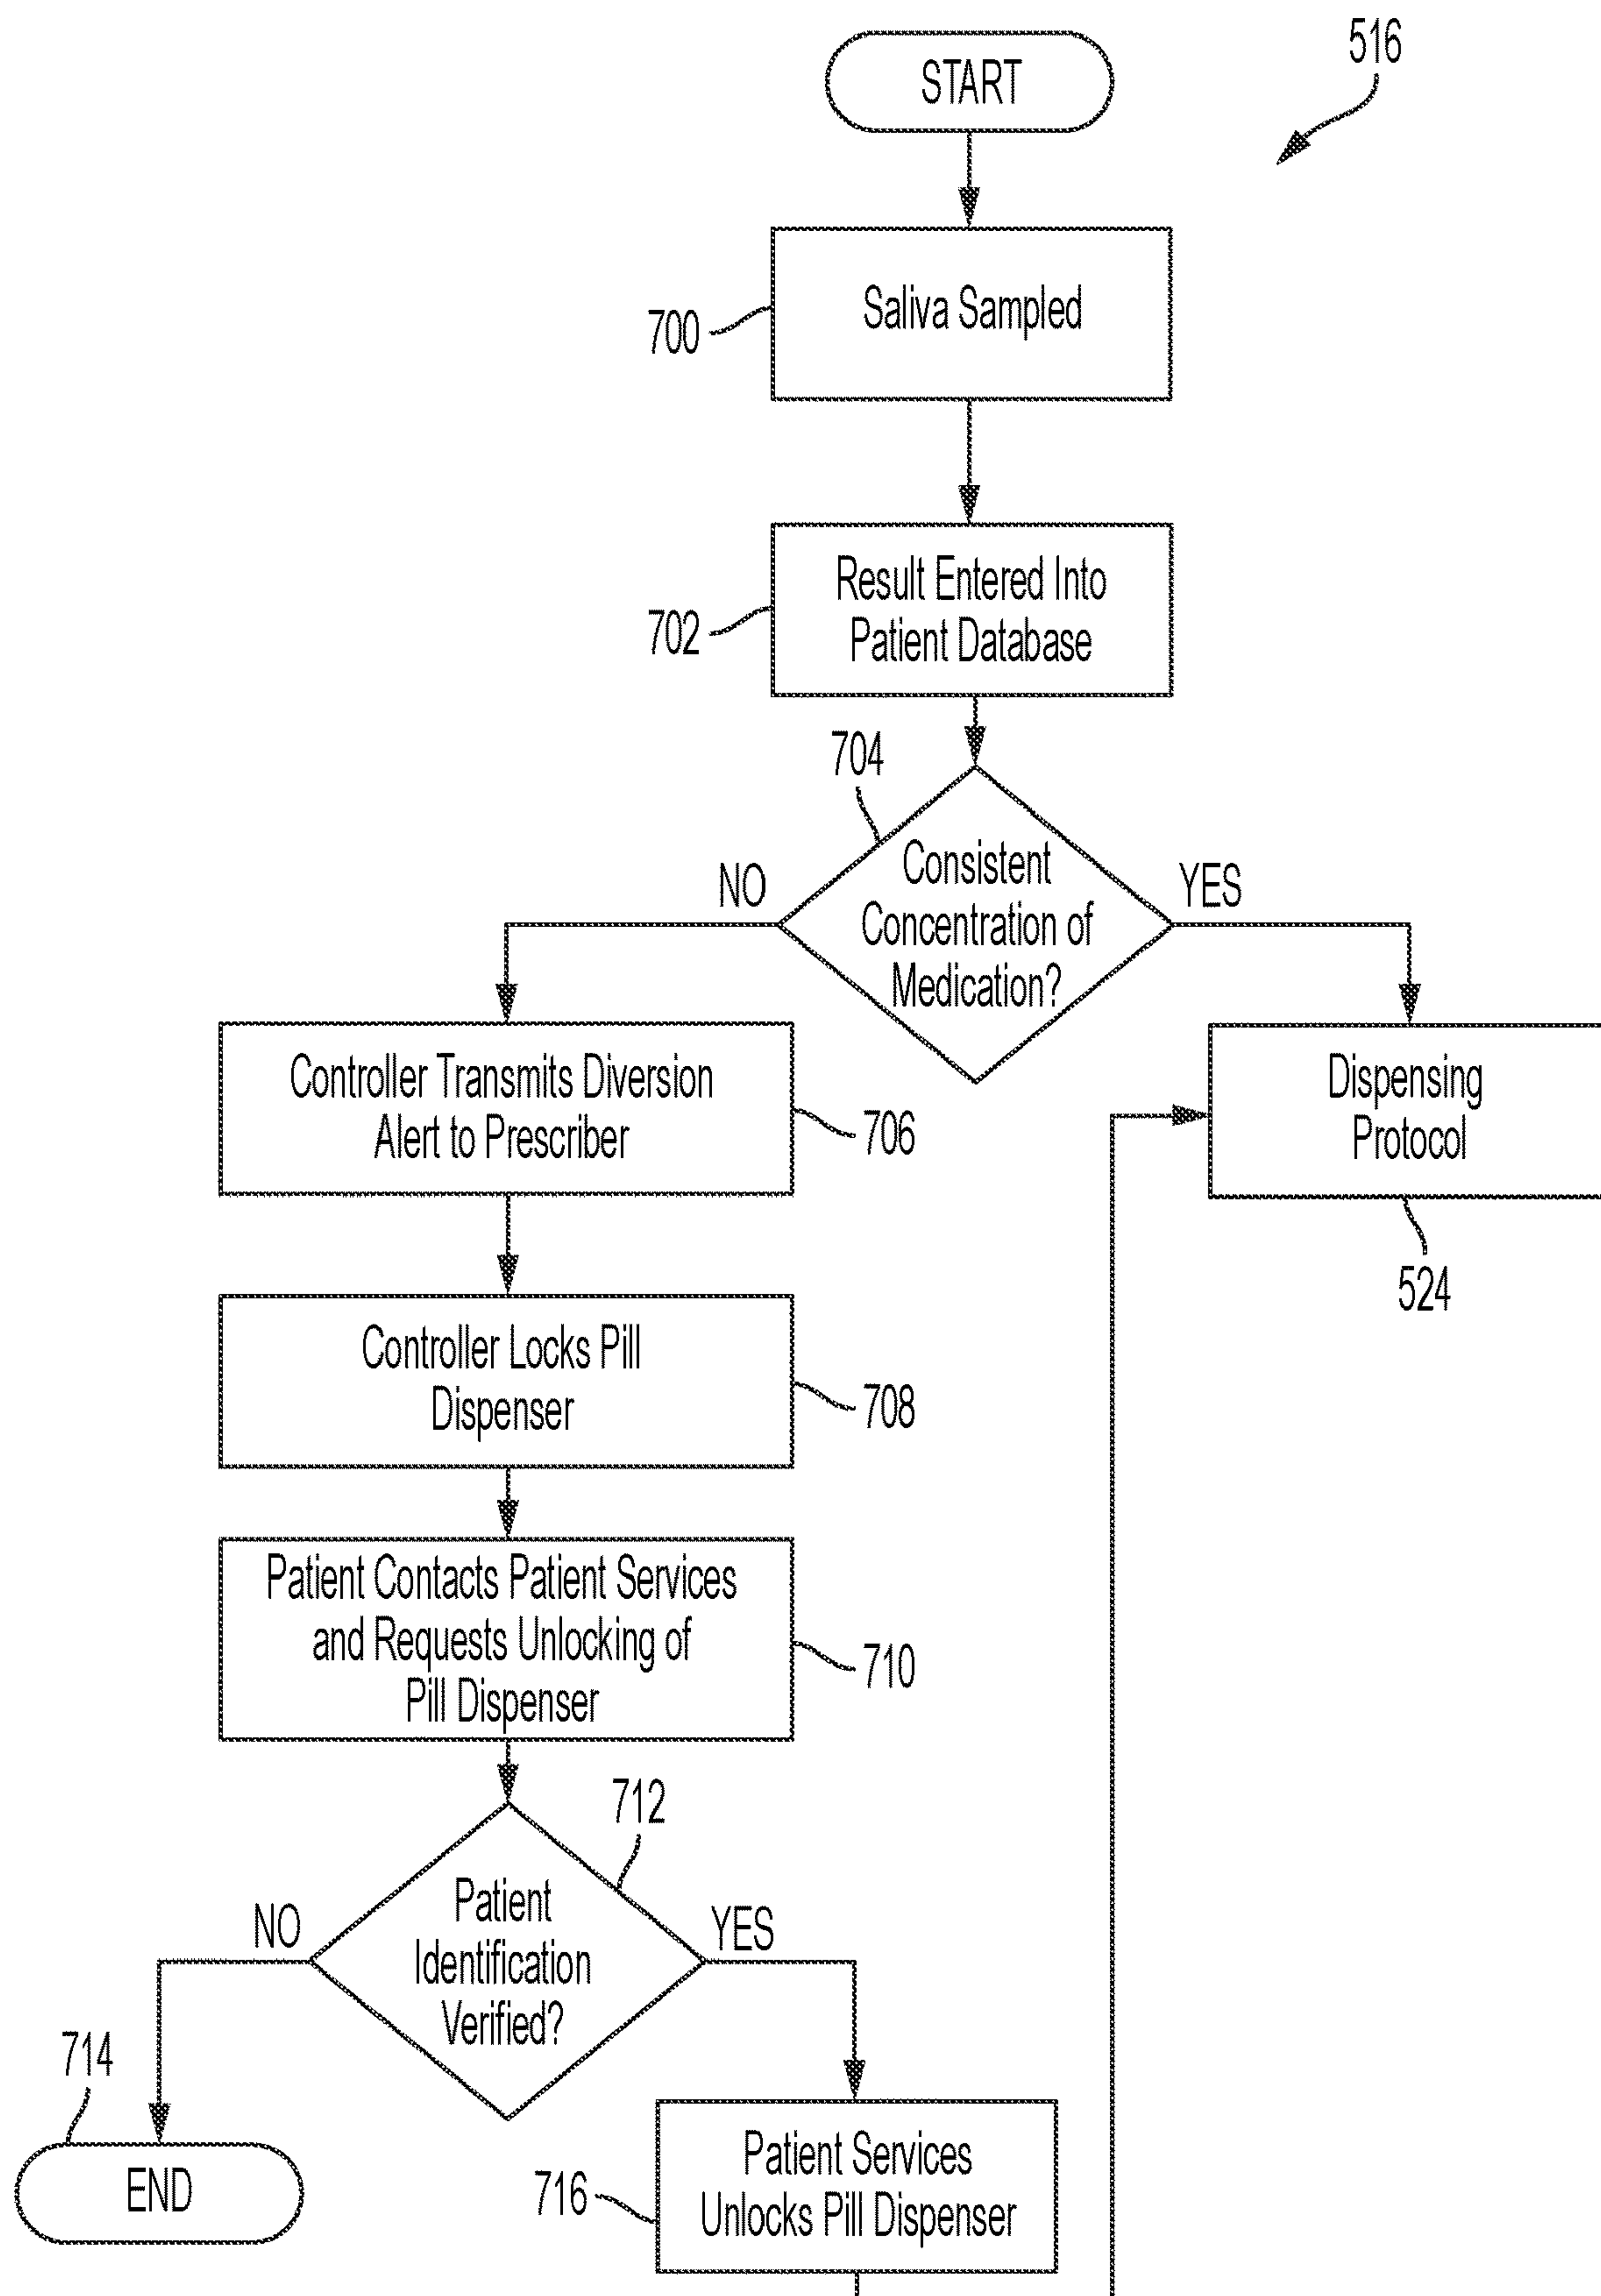 516
START
700
Saliva Sampled
702
Result Entered Into
Patient Database
704
NO
YES
Consistent
Concentration of
Medication?
Controller Transmits Diversion
Alert to Prescriber
706
Dispensing
Protocol
524
Controller Locks Pill
Dispenser
708
Patient Contacts Patient Services
and Requests Unlocking of
Pill Dispenser
710
712
NO
YES
Patient
Identification
Verified?
714
END
716
Patient Services
Unlocks Pill Dispenser